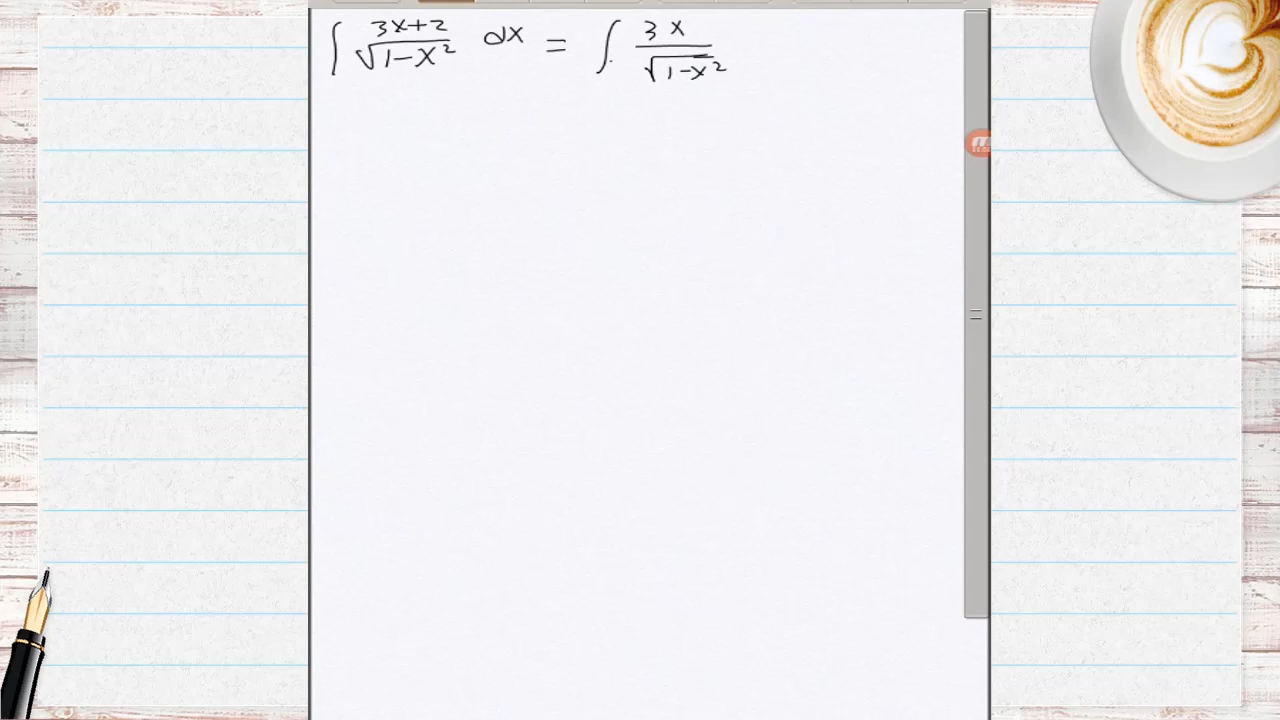 ∫ 3x+2 / √1-x² dx = ∫ 3x / √1-x²